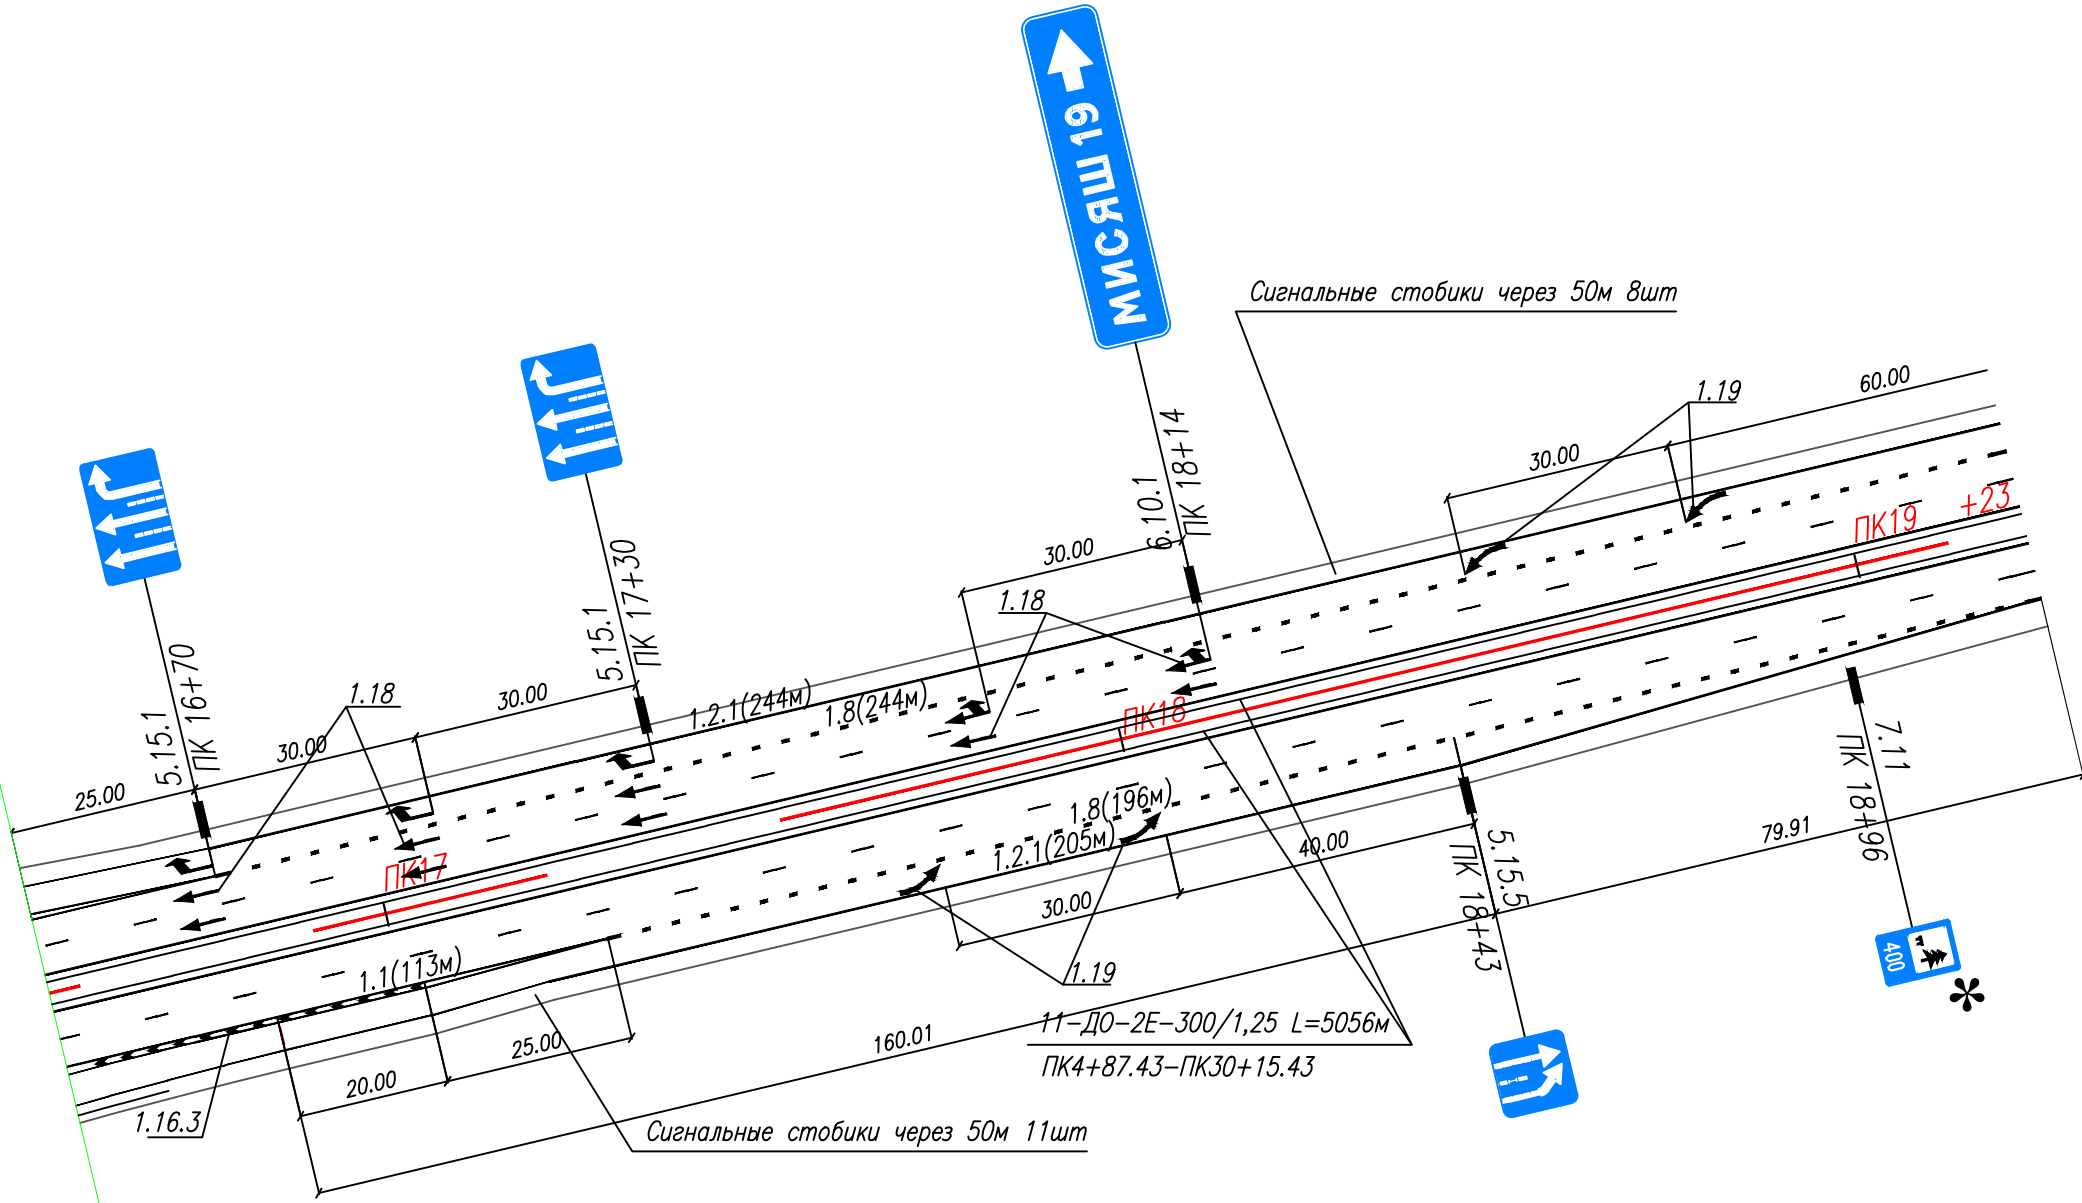 МИСЯШ 19
Сигнальные стобики через 50м 8шт
1.19
60.00
30.00
6.10.1
ПК 18+14
30.00
1.18
ПК19
+23
5.15.1
ПК 17+30
1.2.1(244м)
1.8(244м)
ПК18
5.15.1
ПК 16+70
1.18
30.00
30.00
25.00
ПК17
1.8(196м)
1.2.1(205м)
40.00
30.00
1.19
7.11
ПК 18+96
79.91
5.15.5
ПК 18+43
400
*
1.1(113м)
11-ДО-2Е-300/1,25 L=5056м
ПК4+87.43-ПК30+15.43
160.01
25.00
20.00
1.16.3
Сигнальные стобики через 50м 11шт